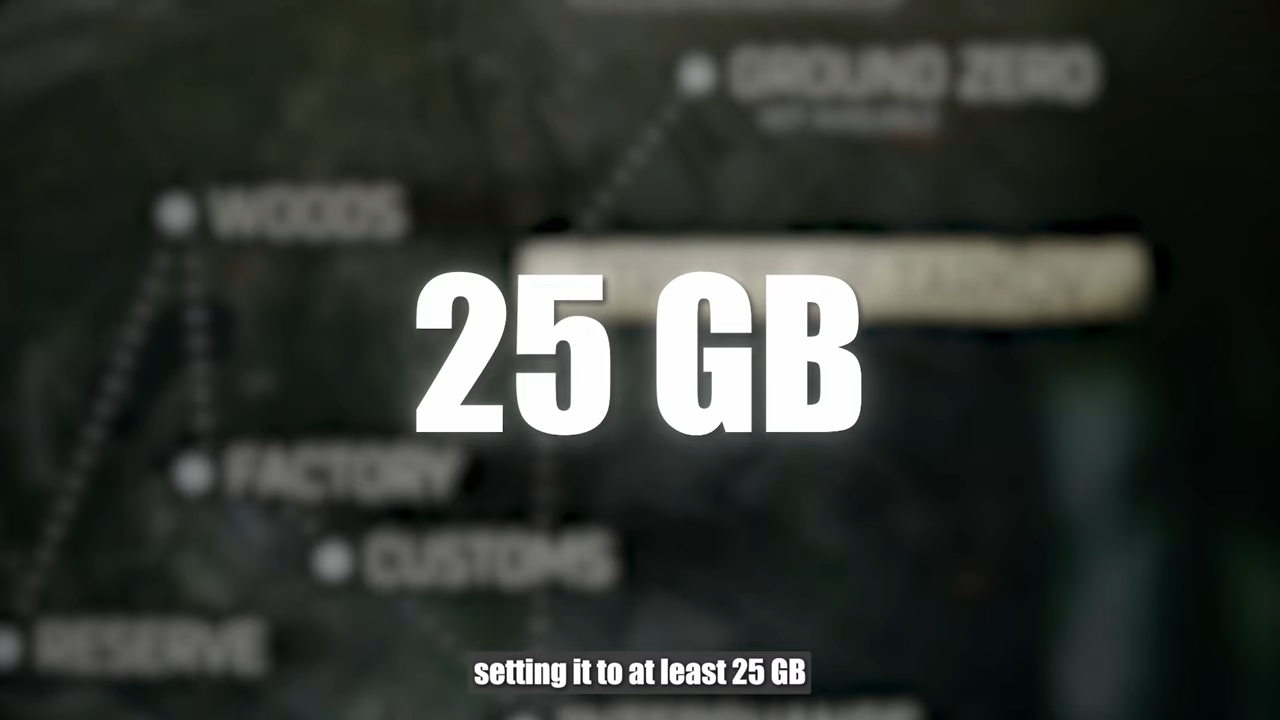 GROUND ZERO
WOODS
25 GB
FACTORY
CUSTOMS
RESERVE
setting it to at least 25 GB